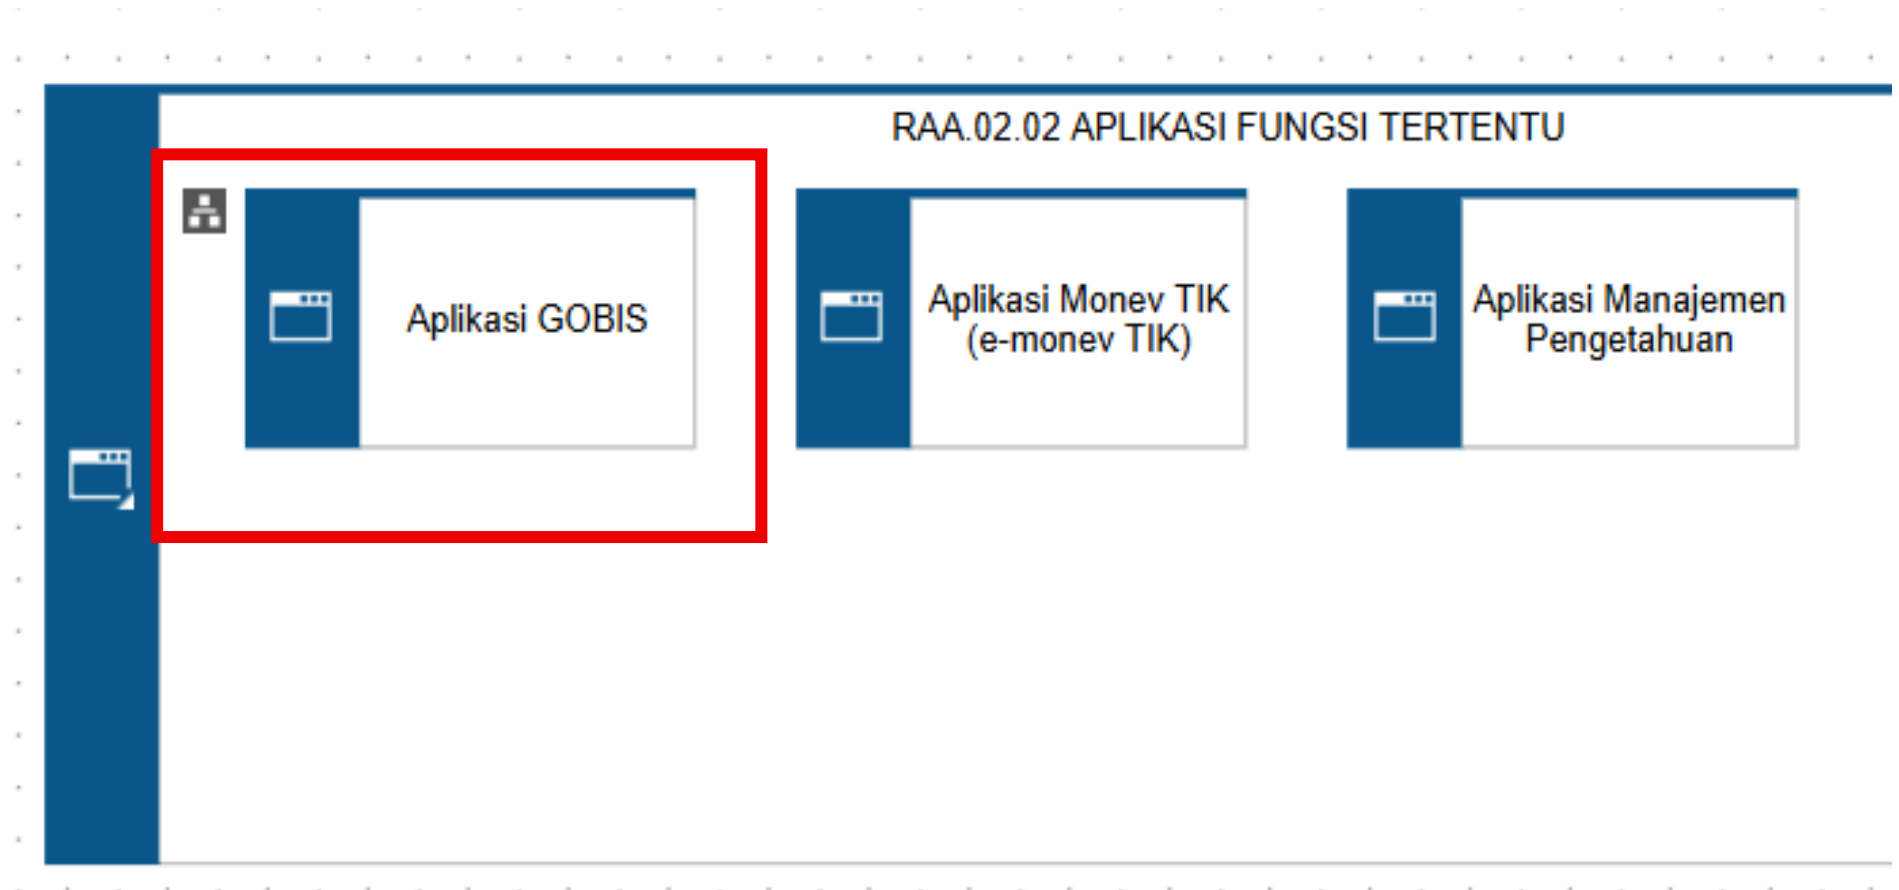 RAA.02.02 APLIKASI FUNGSI TERTENTU
Aplikasi GOBIS
Aplikasi Monev TIK
(e-monev TIK)
Aplikasi Manajemen
Pengetahuan